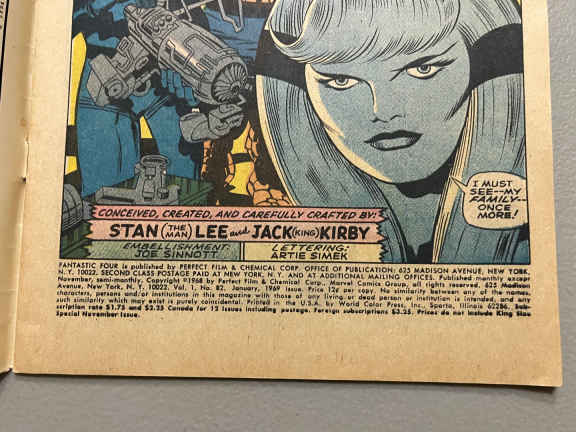 I MUST
SEE--MY
FAMILY--
ONCE
MORE!
CONCEIVED, CREATED, AND CAREFULLY CRAFTED BY:
STAN (THE MAN) LEE and JACK (KING) KIRBY
EMBELLISHMENT: LETTERING:
JOE SINNOTT ARTIE SIMEK
FANTASTIC FOUR is published by PERFECT FILM & CHEMICAL CORP. OFFICE OF PUBLICATION: 625 MADISON AVENUE, NEW YORK,
N. Y. 10022. SECOND CLASS POSTAGE PAID AT NEW YORK, N. Y. AND AT ADDITIONAL MAILING OFFICES. Published monthly except
November, semi-monthly. Copyright ©1968 by Perfect Film & Chemical Corp., Marvel Comics Group, all rights reserved, 625 Madison
Avenue, New York, N. Y. 10022. Vol. 1, No. 82, January, 1969 issue. Price 12¢ per copy. No similarity between any of the names,
characters, persons and/or institutions in this magazine with those of any living or dead person or institution is intended, and any
such similarity which may exist is purely coincidental. Printed in the U.S.A. by World Color Press, Inc., Sparta, Illinois 62286. Sub-
scription rate $1.75 and $2.25 Canada for 12 issues including postage. Foreign subscriptions $3.25. Prices do not include King Size
Special November issue.